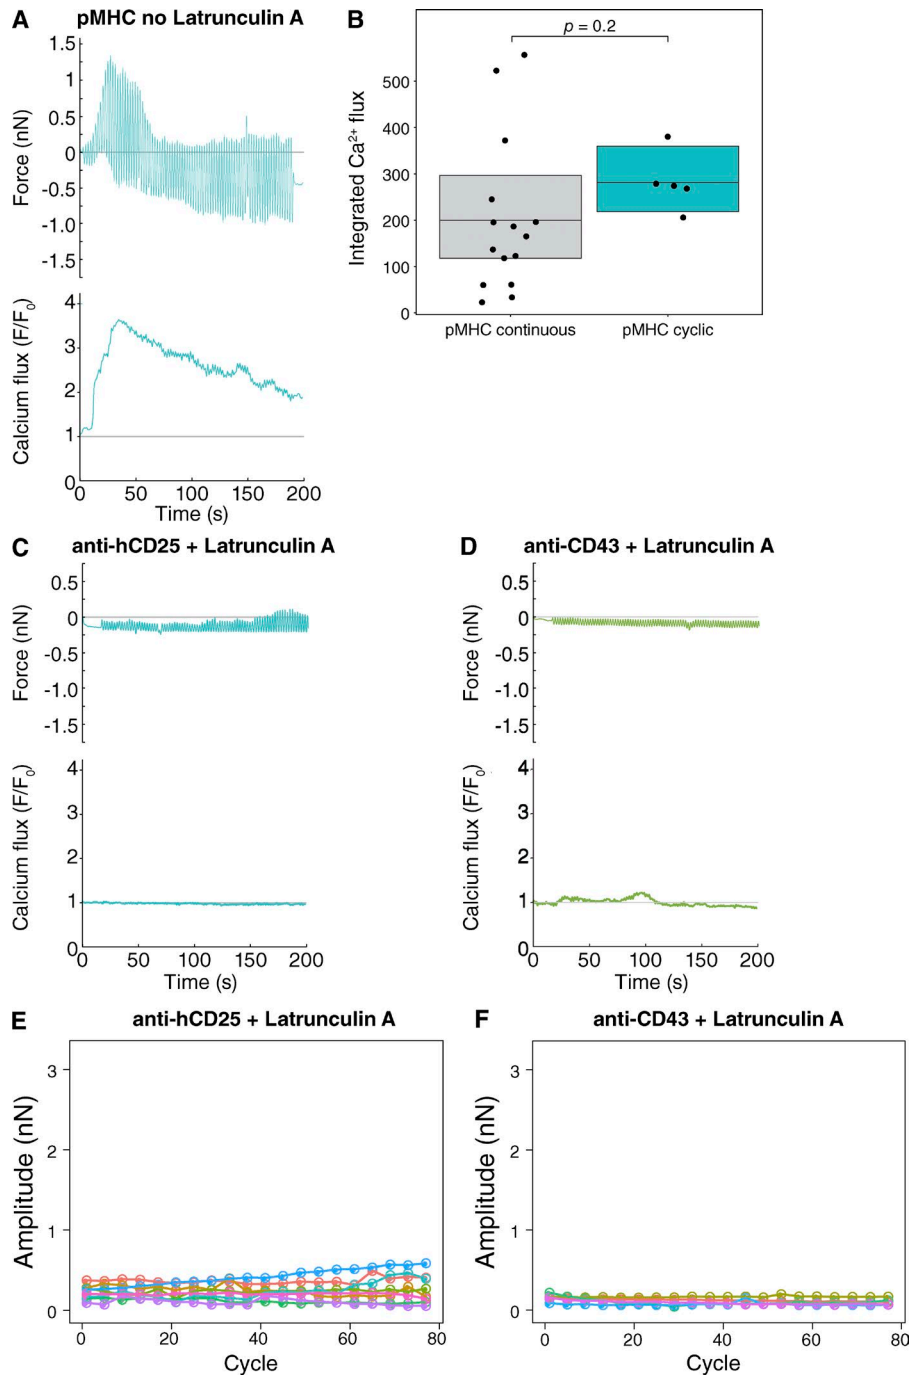 A pMHC no Latrunculin A
1.5
1
0.5
0
-0.5
-1.0
-1.5
Force (nN)
4
3
2
1
0
Calcium flux (F/F0)
0 50 100 150 200
Time (s)
B
p = 0.2
500
400
300
200
100
0
Integrated Ca2+ flux
pMHC continuous pMHC cyclic
C anti-hCD25 + Latrunculin A
0.5
0
-0.5
-1.0
-1.5
Force (nN)
4
3
2
1
0
Calcium flux (F/F0)
0 50 100 150 200
Time (s)
D anti-CD43 + Latrunculin A
0.5
0
-0.5
-1.0
-1.5
Force (nN)
4
3
2
1
0
Calcium flux (F/F0)
0 50 100 150 200
Time (s)
E anti-hCD25 + Latrunculin A
3
2
1
0
Amplitude (nN)
0 20 40 60 80
Cycle
F anti-CD43 + Latrunculin A
3
2
1
0
Amplitude (nN)
0 20 40 60 80
Cycle